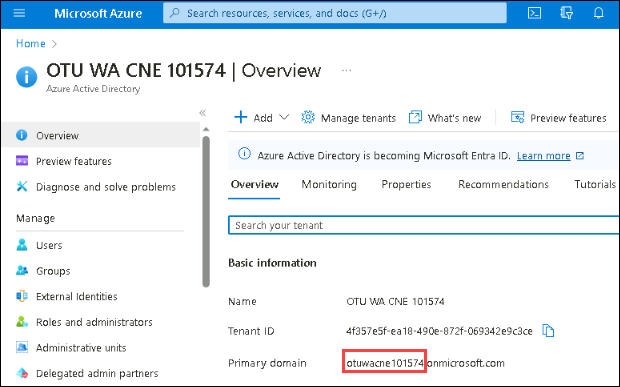 Microsoft Azure
Search resources, services, and docs (G+/)
Home
OTU WA CNE 101574 | Overview ...
Azure Active Directory
Overview
Preview features
Diagnose and solve problems
Manage
Users
Groups
External Identities
Roles and administrators
Administrative units
Delegated admin partners
Add
Manage tenants
What's new
Preview features
Azure Active Directory is becoming Microsoft Entra ID. Learn more
Overview Monitoring Properties Recommendations Tutorials
Search your tenant
Basic information
Name OTU WA CNE 101574
Tenant ID 4f357e5f-ea18-490e-872f-069342e9c3ce
Primary domain otuwacne101574.onmicrosoft.com